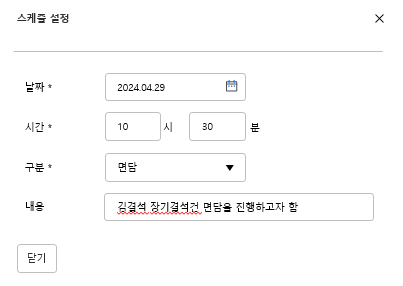 스케줄 설정
날짜 * 2024.04.29
시간 * 10 시 30 분
구분 * 면담
내용 김결석 장기결석건 면담을 진행하고자 함
닫기